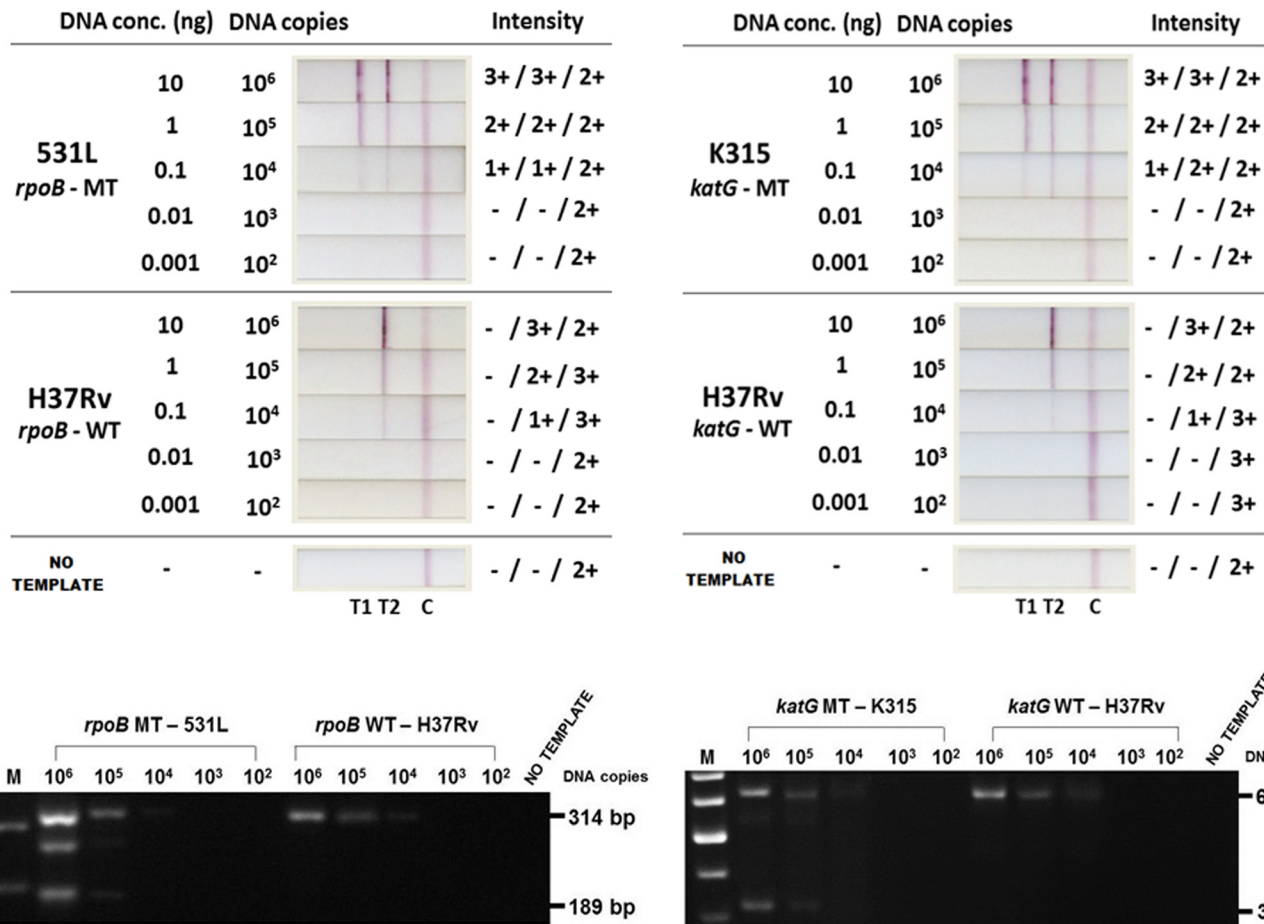 DNA conc. (ng) DNA copies Intensity
531L
rpoB - MT
10 10⁶ 3+ / 3+ / 2+
1 10⁵ 2+ / 2+ / 2+
0.1 10⁴ 1+ / 1+ / 2+
0.01 10³ - / - / 2+
0.001 10² - / - / 2+
H37Rv
rpoB - WT
10 10⁶ - / 3+ / 2+
1 10⁵ - / 2+ / 3+
0.1 10⁴ - / 1+ / 3+
0.01 10³ - / - / 2+
0.001 10² - / - / 2+
NO
TEMPLATE
- - - / - / 2+
T1 T2 C
DNA conc. (ng) DNA copies Intensity
K315
katG - MT
10 10⁶ 3+ / 3+ / 2+
1 10⁵ 2+ / 2+ / 2+
0.1 10⁴ 1+ / 2+ / 2+
0.01 10³ - / - / 2+
0.001 10² - / - / 2+
H37Rv
katG - WT
10 10⁶ - / 3+ / 2+
1 10⁵ - / 2+ / 2+
0.1 10⁴ - / 1+ / 3+
0.01 10³ - / - / 3+
0.001 10² - / - / 3+
NO
TEMPLATE
- - - / - / 2+
T1 T2 C
rpoB MT – 531L rpoB WT – H37Rv NO TEMPLATE
M 10⁶ 10⁵ 10⁴ 10³ 10² 10⁶ 10⁵ 10⁴ 10³ 10² DNA copies
314 bp
189 bp
katG MT – K315 katG WT – H37Rv NO TEMPLATE
M 10⁶ 10⁵ 10⁴ 10³ 10² 10⁶ 10⁵ 10⁴ 10³ 10²